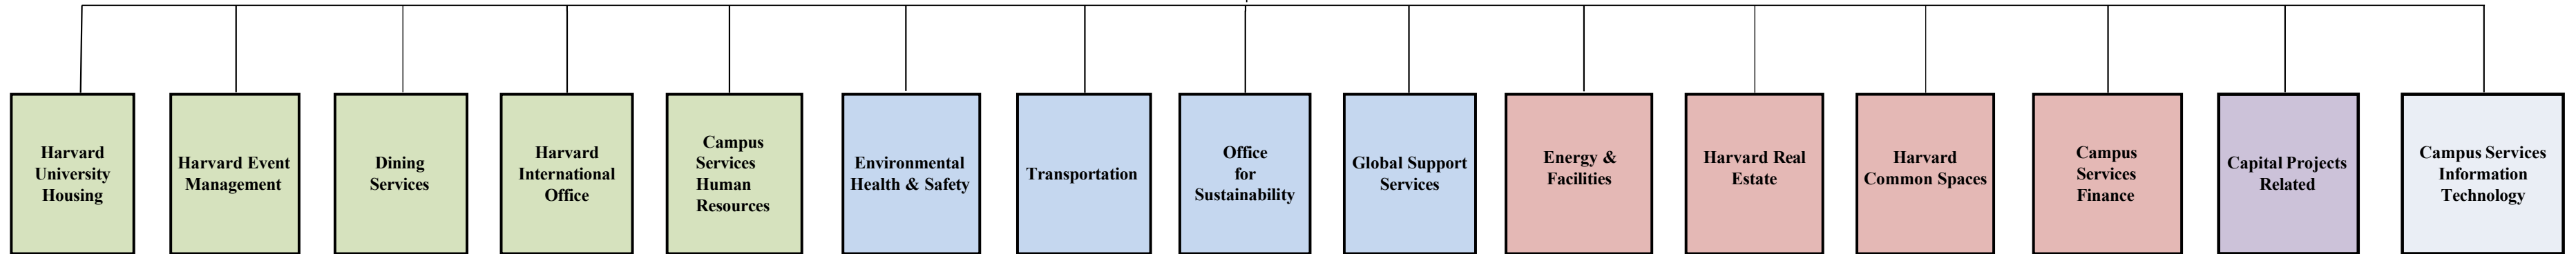 Harvard
University
Housing
Harvard Event
Management
Dining
Services
Harvard
International
Office
Campus
Services
Human
Resources
Environmental
Health & Safety
Transportation
Office
for
Sustainability
Global Support
Services
Energy &
Facilities
Harvard Real
Estate
Harvard
Common Spaces
Campus
Services
Finance
Capital Projects
Related
Campus Services
Information
Technology